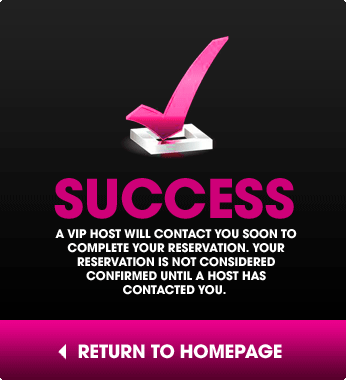 SUCCESS
A VIP HOST WILL CONTACT YOU SOON TO
COMPLETE YOUR RESERVATION. YOUR
RESERVATION IS NOT CONSIDERED
CONFIRMED UNTIL A HOST HAS
CONTACTED YOU.
RETURN TO HOMEPAGE